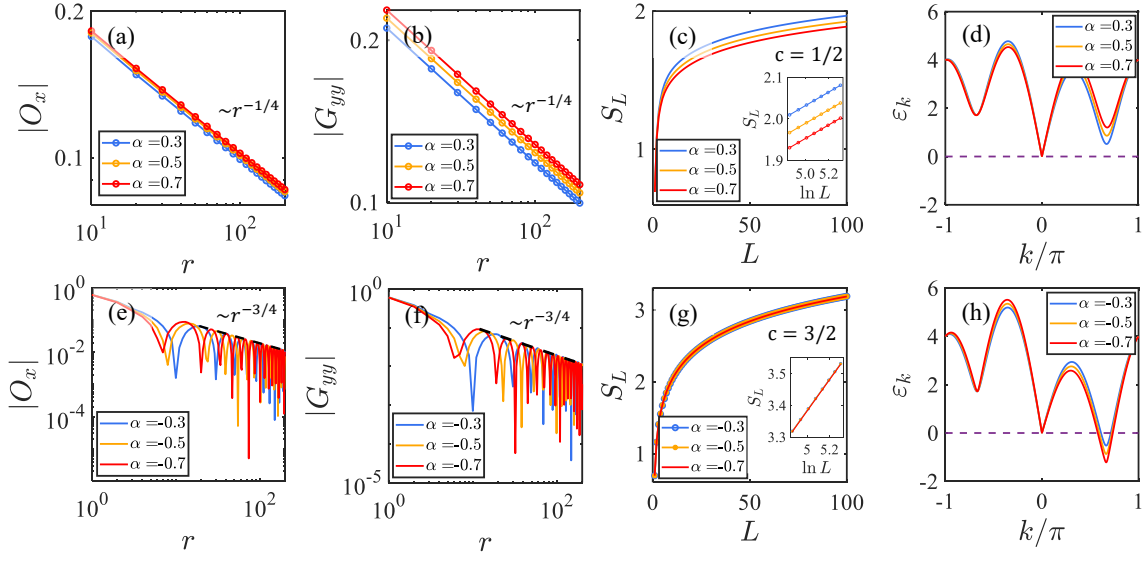 (a)
|O_x|
0.2
0.1
~r^{-1/4}
α = 0.3
α = 0.5
α = 0.7
10^1
10^2
r
(b)
|G_{yy}|
0.2
0.1
~r^{-1/4}
α = 0.3
α = 0.5
α = 0.7
10^1
10^2
r
(c)
S_L
2
1
c = 1/2
S_L
2.1
2.0
1.9
5.0
5.2
ln L
α = 0.3
α = 0.5
α = 0.7
0
50
100
L
(d)
ε_k
6
4
2
0
-2
α = 0.3
α = 0.5
α = 0.7
-1
0
1
k/π
(e)
|O_x|
10^0
10^{-2}
10^{-4}
~r^{-3/4}
α = -0.3
α = -0.5
α = -0.7
10^0
10^2
r
(f)
|G_{yy}|
10^0
10^{-5}
~r^{-3/4}
α = -0.3
α = -0.5
α = -0.7
10^0
10^2
r
(g)
S_L
3
2
1
c = 3/2
S_L
3.5
3.4
3.3
5
5.2
ln L
α = -0.3
α = -0.5
α = -0.7
0
50
100
L
(h)
ε_k
6
4
2
0
-2
α = -0.3
α = -0.5
α = -0.7
-1
0
1
k/π